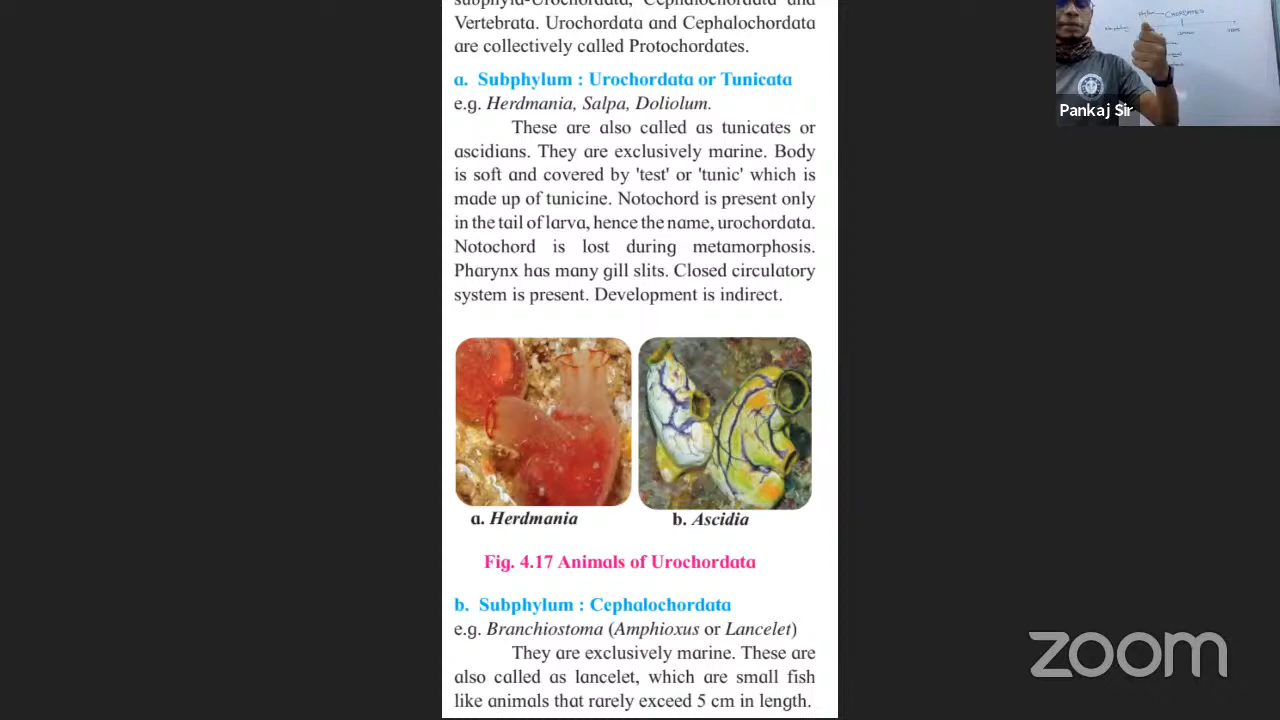 subphyla-Urochordata, Cephalochordata and
Vertebrata. Urochordata and Cephalochordata
are collectively called Protochordates.
a. Subphylum : Urochordata or Tunicata
e.g. Herdmania, Salpa, Doliolum.
These are also called as tunicates or
ascidians. They are exclusively marine. Body
is soft and covered by 'test' or 'tunic' which is
made up of tunicine. Notochord is present only
in the tail of larva, hence the name, urochordata.
Notochord is lost during metamorphosis.
Pharynx has many gill slits. Closed circulatory
system is present. Development is indirect.
a. Herdmania
b. Ascidia
Fig. 4.17 Animals of Urochordata
b. Subphylum : Cephalochordata
e.g. Branchiostoma (Amphioxus or Lancelet)
They are exclusively marine. These are
also called as lancelet, which are small fish
like animals that rarely exceed 5 cm in length.
CHORDATES
Pankaj Sir
zoom